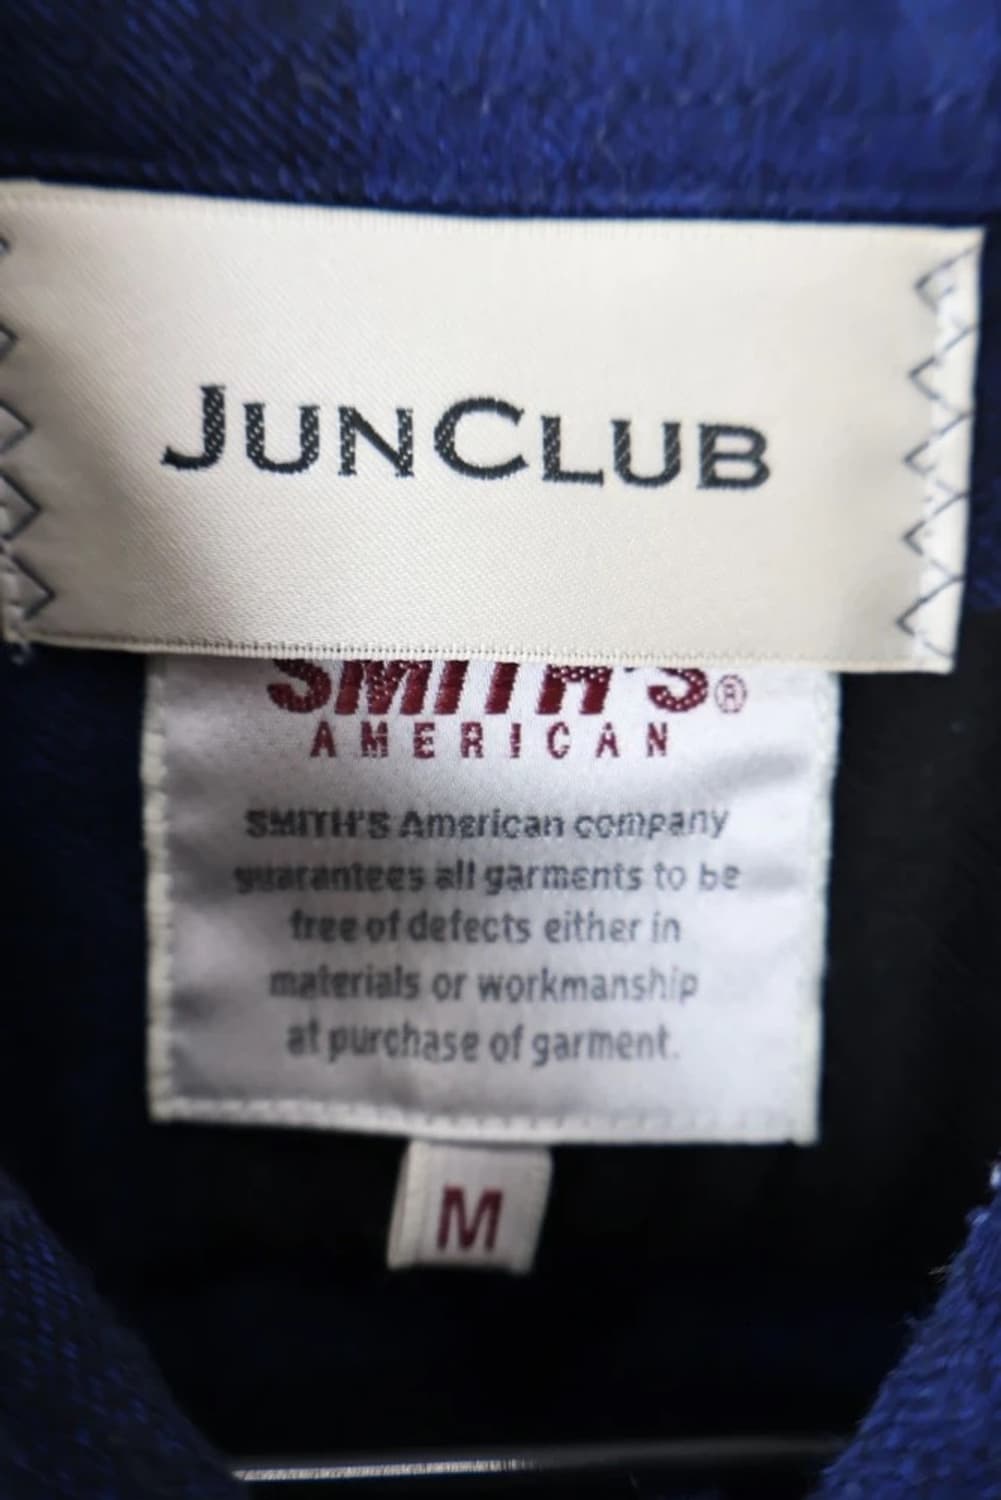 JUNCLUB
SMITH'S®
AMERICAN
SMITH'S American company
guarantees all garments to be
free of defects either in
materials or workmanship
at purchase of garment.
M